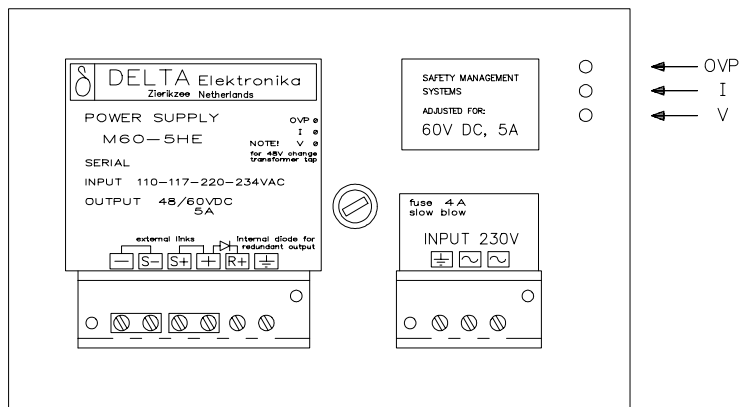 DELTA Elektronika
Zierikzee Netherlands
POWER SUPPLY
M60-5HE
OVP ø
I ø
NOTE! V ø
for 48V change
transformer tap
SERIAL
INPUT 110-117-220-234VAC
OUTPUT 48/60VDC
5A
external links
internal diode for
redundant output
− S− S+ + R+
SAFETY MANAGEMENT
SYSTEMS
ADJUSTED FOR:
60V DC, 5A
OVP
I
V
fuse 4A
slow blow
INPUT 230V